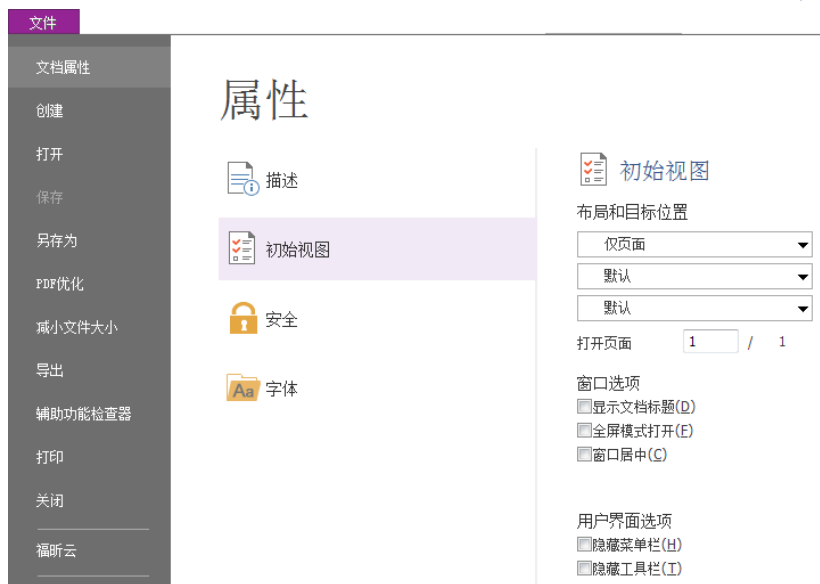 文件
文档属性
创建
打开
保存
另存为
PDF优化
减小文件大小
导出
辅助功能检查器
打印
关闭
福昕云
属性
描述
初始视图
安全
Aa 字体
初始视图
布局和目标位置
仅页面
默认
默认
打开页面 1 / 1
窗口选项
显示文档标题(D)
全屏模式打开(F)
窗口居中(C)
用户界面选项
隐藏菜单栏(H)
隐藏工具栏(T)